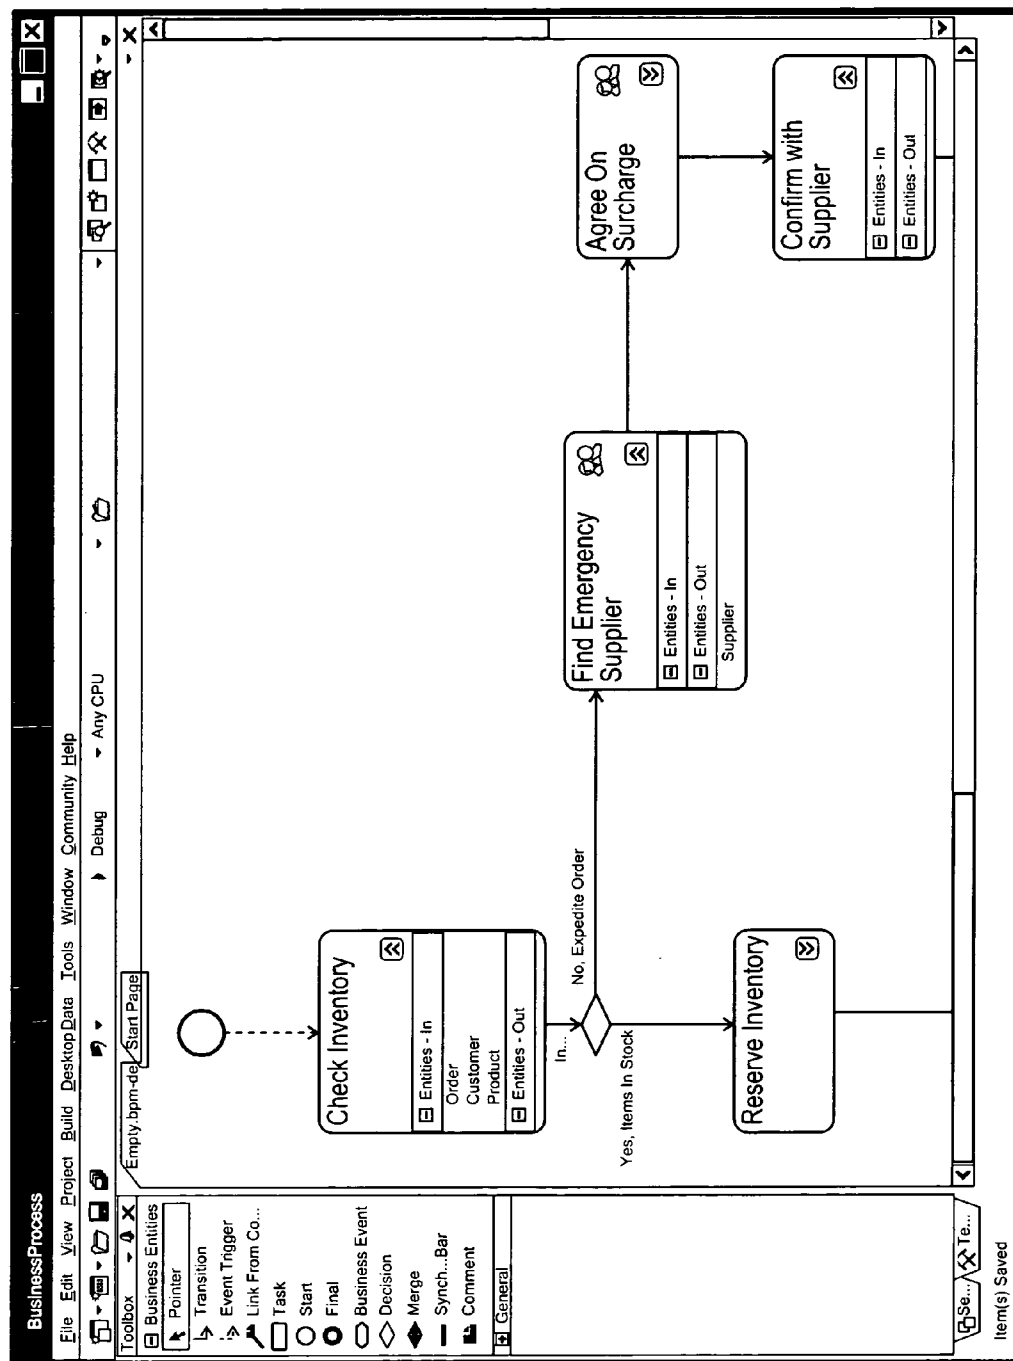 BusinessProcess
File Edit View Project Build Desktop Data Tools Window Community Help
Debug Any CPU
Toolbox
Empty.bpm-de Start Page
Business Entities
Pointer
Transition
Event Trigger
Link From Co...
Task
Start
Final
Business Event
Decision
Merge
Synch...Bar
Comment
General
Check Inventory
Entities - In
Order
Customer
Product
Entities - Out
In...
No, Expedite Order
Yes, Items In Stock
Reserve Inventory
Find Emergency
Supplier
Entities - In
Entities - Out
Supplier
Agree On
Surcharge
Confirm with
Supplier
Entities - In
Entities - Out
Se... Te...
Item(s) Saved